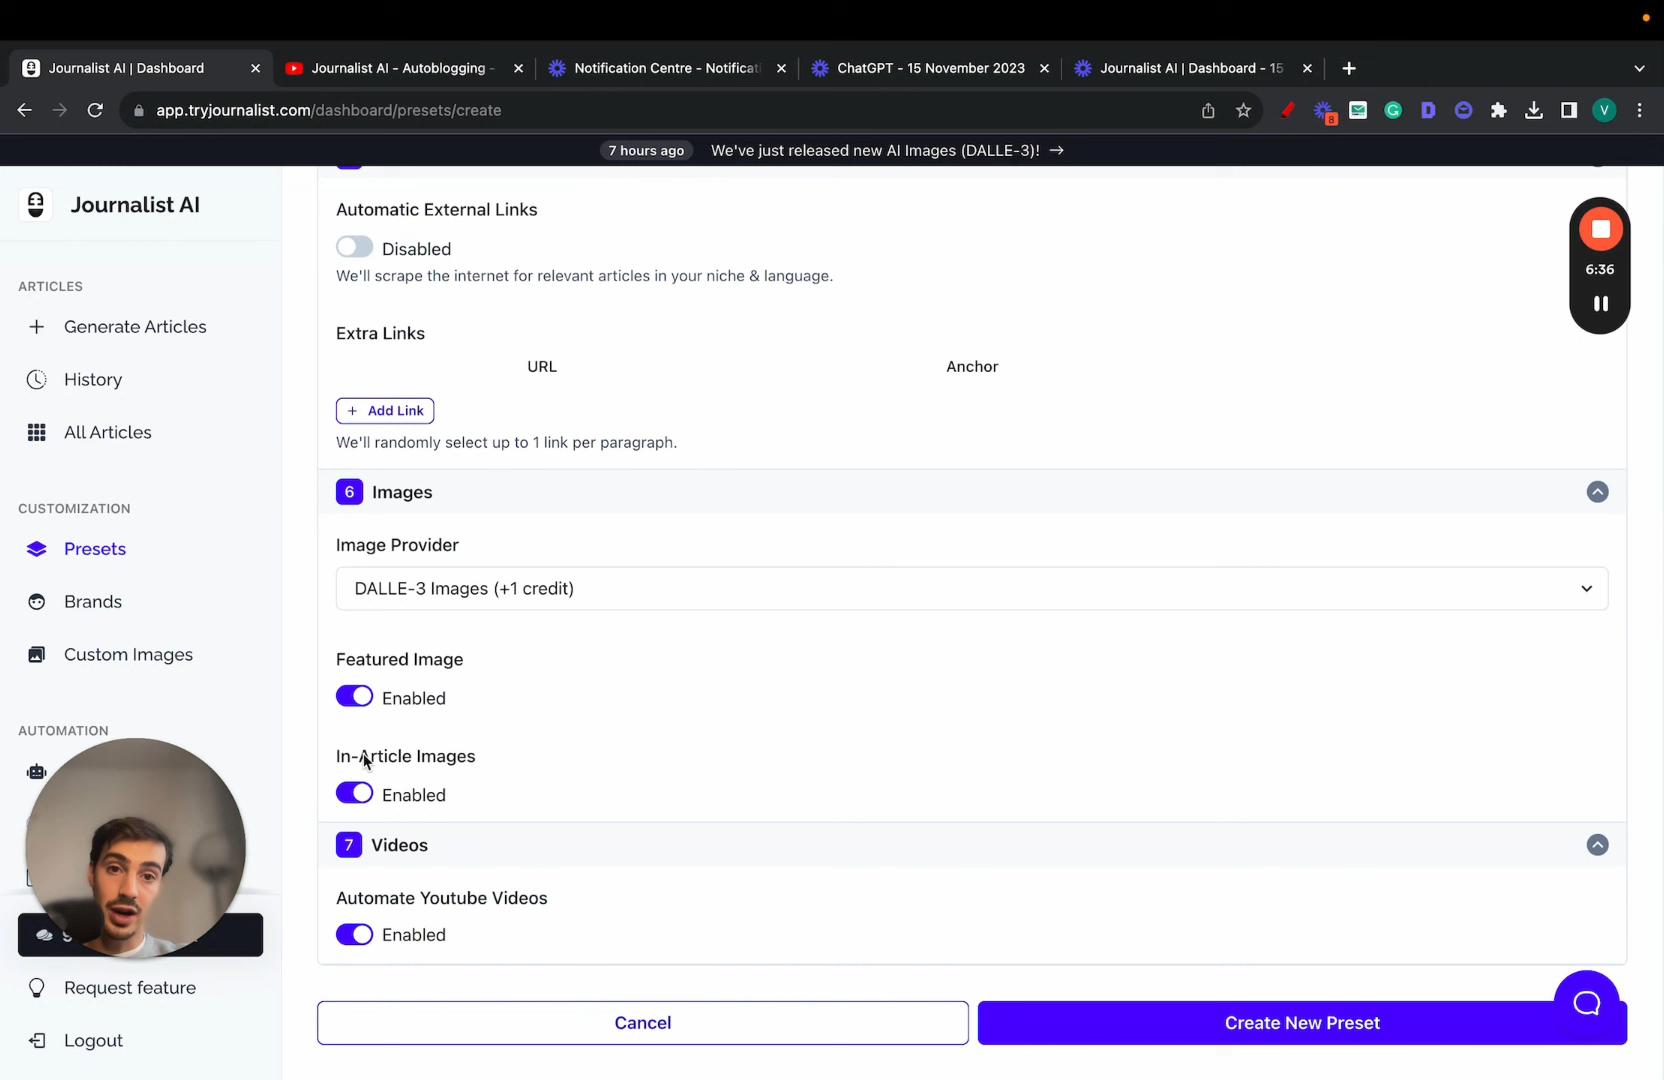 Journalist AI | Dashboard
Journalist AI - Autoblogging -
Notification Centre - Notificati
ChatGPT - 15 November 2023
Journalist AI | Dashboard - 15
app.tryjournalist.com/dashboard/presets/create
8
V
7 hours ago
We've just released new AI Images (DALLE-3)! →
Journalist AI
ARTICLES
Generate Articles
History
All Articles
CUSTOMIZATION
Presets
Brands
Custom Images
AUTOMATION
Request feature
Logout
Automatic External Links
Disabled
We'll scrape the internet for relevant articles in your niche & language.
Extra Links
URL
Anchor
+ Add Link
We'll randomly select up to 1 link per paragraph.
6 Images
Image Provider
DALLE-3 Images (+1 credit)
Featured Image
Enabled
In-Article Images
Enabled
7 Videos
Automate Youtube Videos
Enabled
Cancel
Create New Preset
6:36